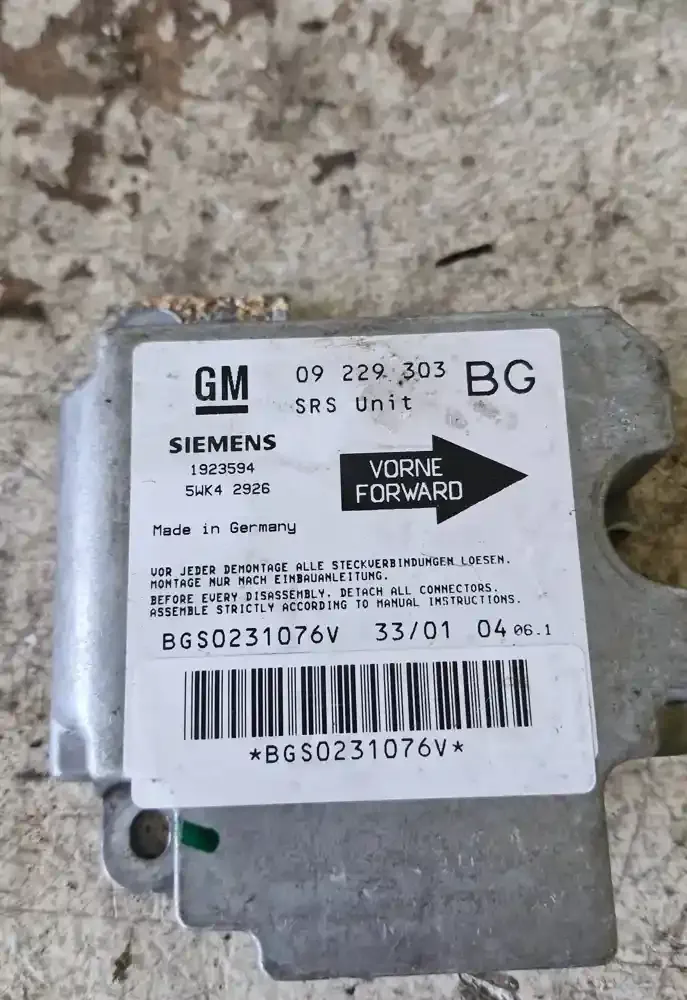 GM 09 229 303 BG
SRS Unit
SIEMENS
1923594
5WK4 2926
VORNE
FORWARD
Made in Germany
VOR JEDER DEMONTAGE ALLE STECKVERBINDUNGEN LOESEN.
MONTAGE NUR NACH EINBAUANLEITUNG.
BEFORE EVERY DISASSEMBLY, DETACH ALL CONNECTORS.
ASSEMBLE STRICTLY ACCORDING TO MANUAL INSTRUCTIONS.
BGS0231076V 33/01 04 06.1
*BGS0231076V*